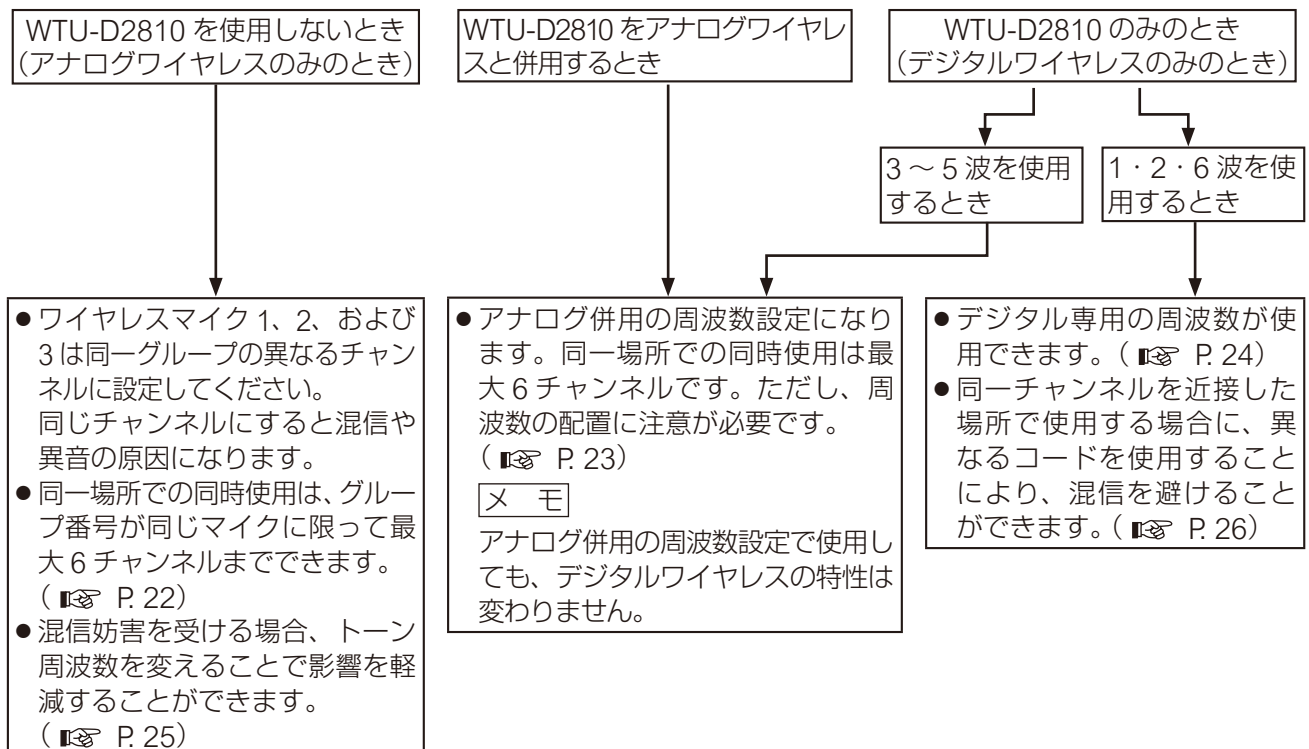 WTU-D2810 を使用しないとき
（アナログワイヤレスのみのとき）
WTU-D2810 をアナログワイヤレ
スと併用するとき
WTU-D2810 のみのとき
（デジタルワイヤレスのみのとき）
3 ～ 5 波を使用
するとき
1・2・6 波を使
用するとき
● ワイヤレスマイク 1、2、および
3 は同一グループの異なるチャン
ネルに設定してください。
同じチャンネルにすると混信や
異音の原因になります。
● 同一場所での同時使用は、グルー
プ番号が同じマイクに限って最
大 6 チャンネルまでできます。
（☞ P. 22）
● 混信妨害を受ける場合、トーン
周波数を変えることで影響を軽
減することができます。
（☞ P. 25）
● アナログ併用の周波数設定になり
ます。同一場所での同時使用は最
大 6 チャンネルです。ただし、周
波数の配置に注意が必要です。
（☞ P. 23）
メ モ
アナログ併用の周波数設定で使用し
ても、デジタルワイヤレスの特性は
変わりません。
● デジタル専用の周波数が使
用できます。（☞ P. 24）
● 同一チャンネルを近接した
場所で使用する場合に、異
なるコードを使用すること
により、混信を避けること
ができます。（☞ P. 26）